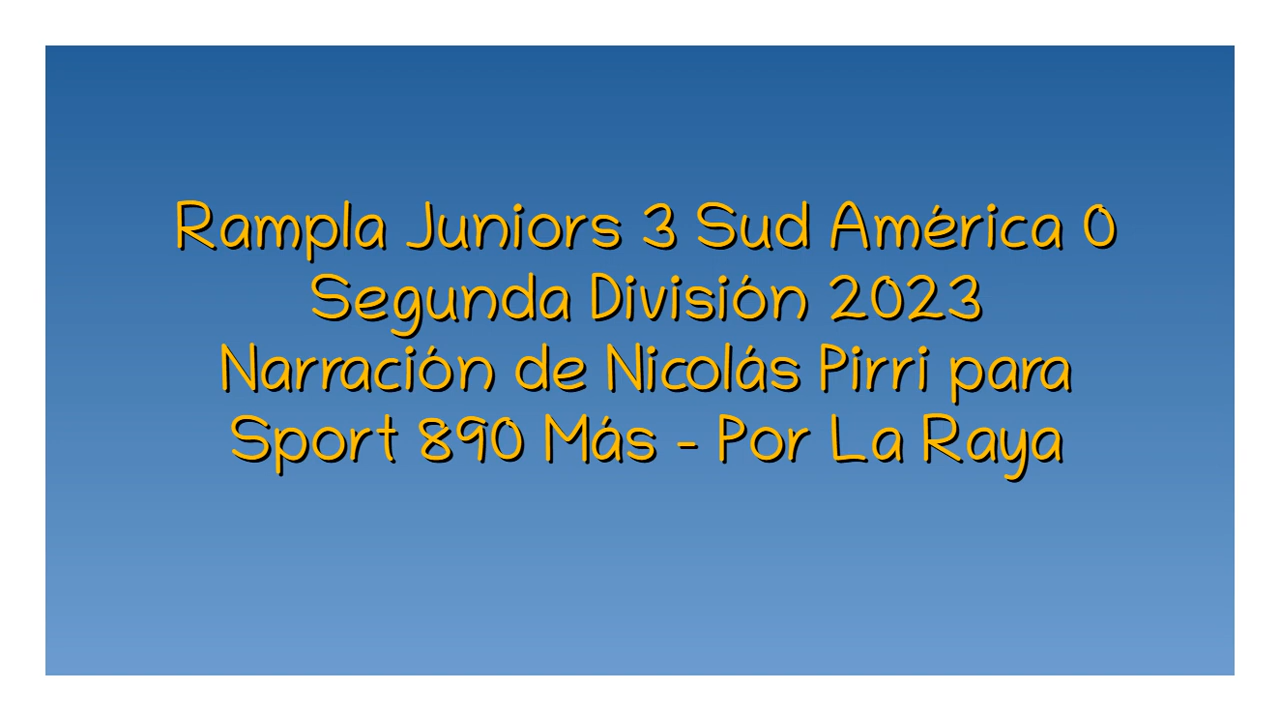 Rampla Juniors 3 Sud América 0
Segunda División 2023
Narración de Nicolás Pirri para
Sport 890 Más - Por La Raya